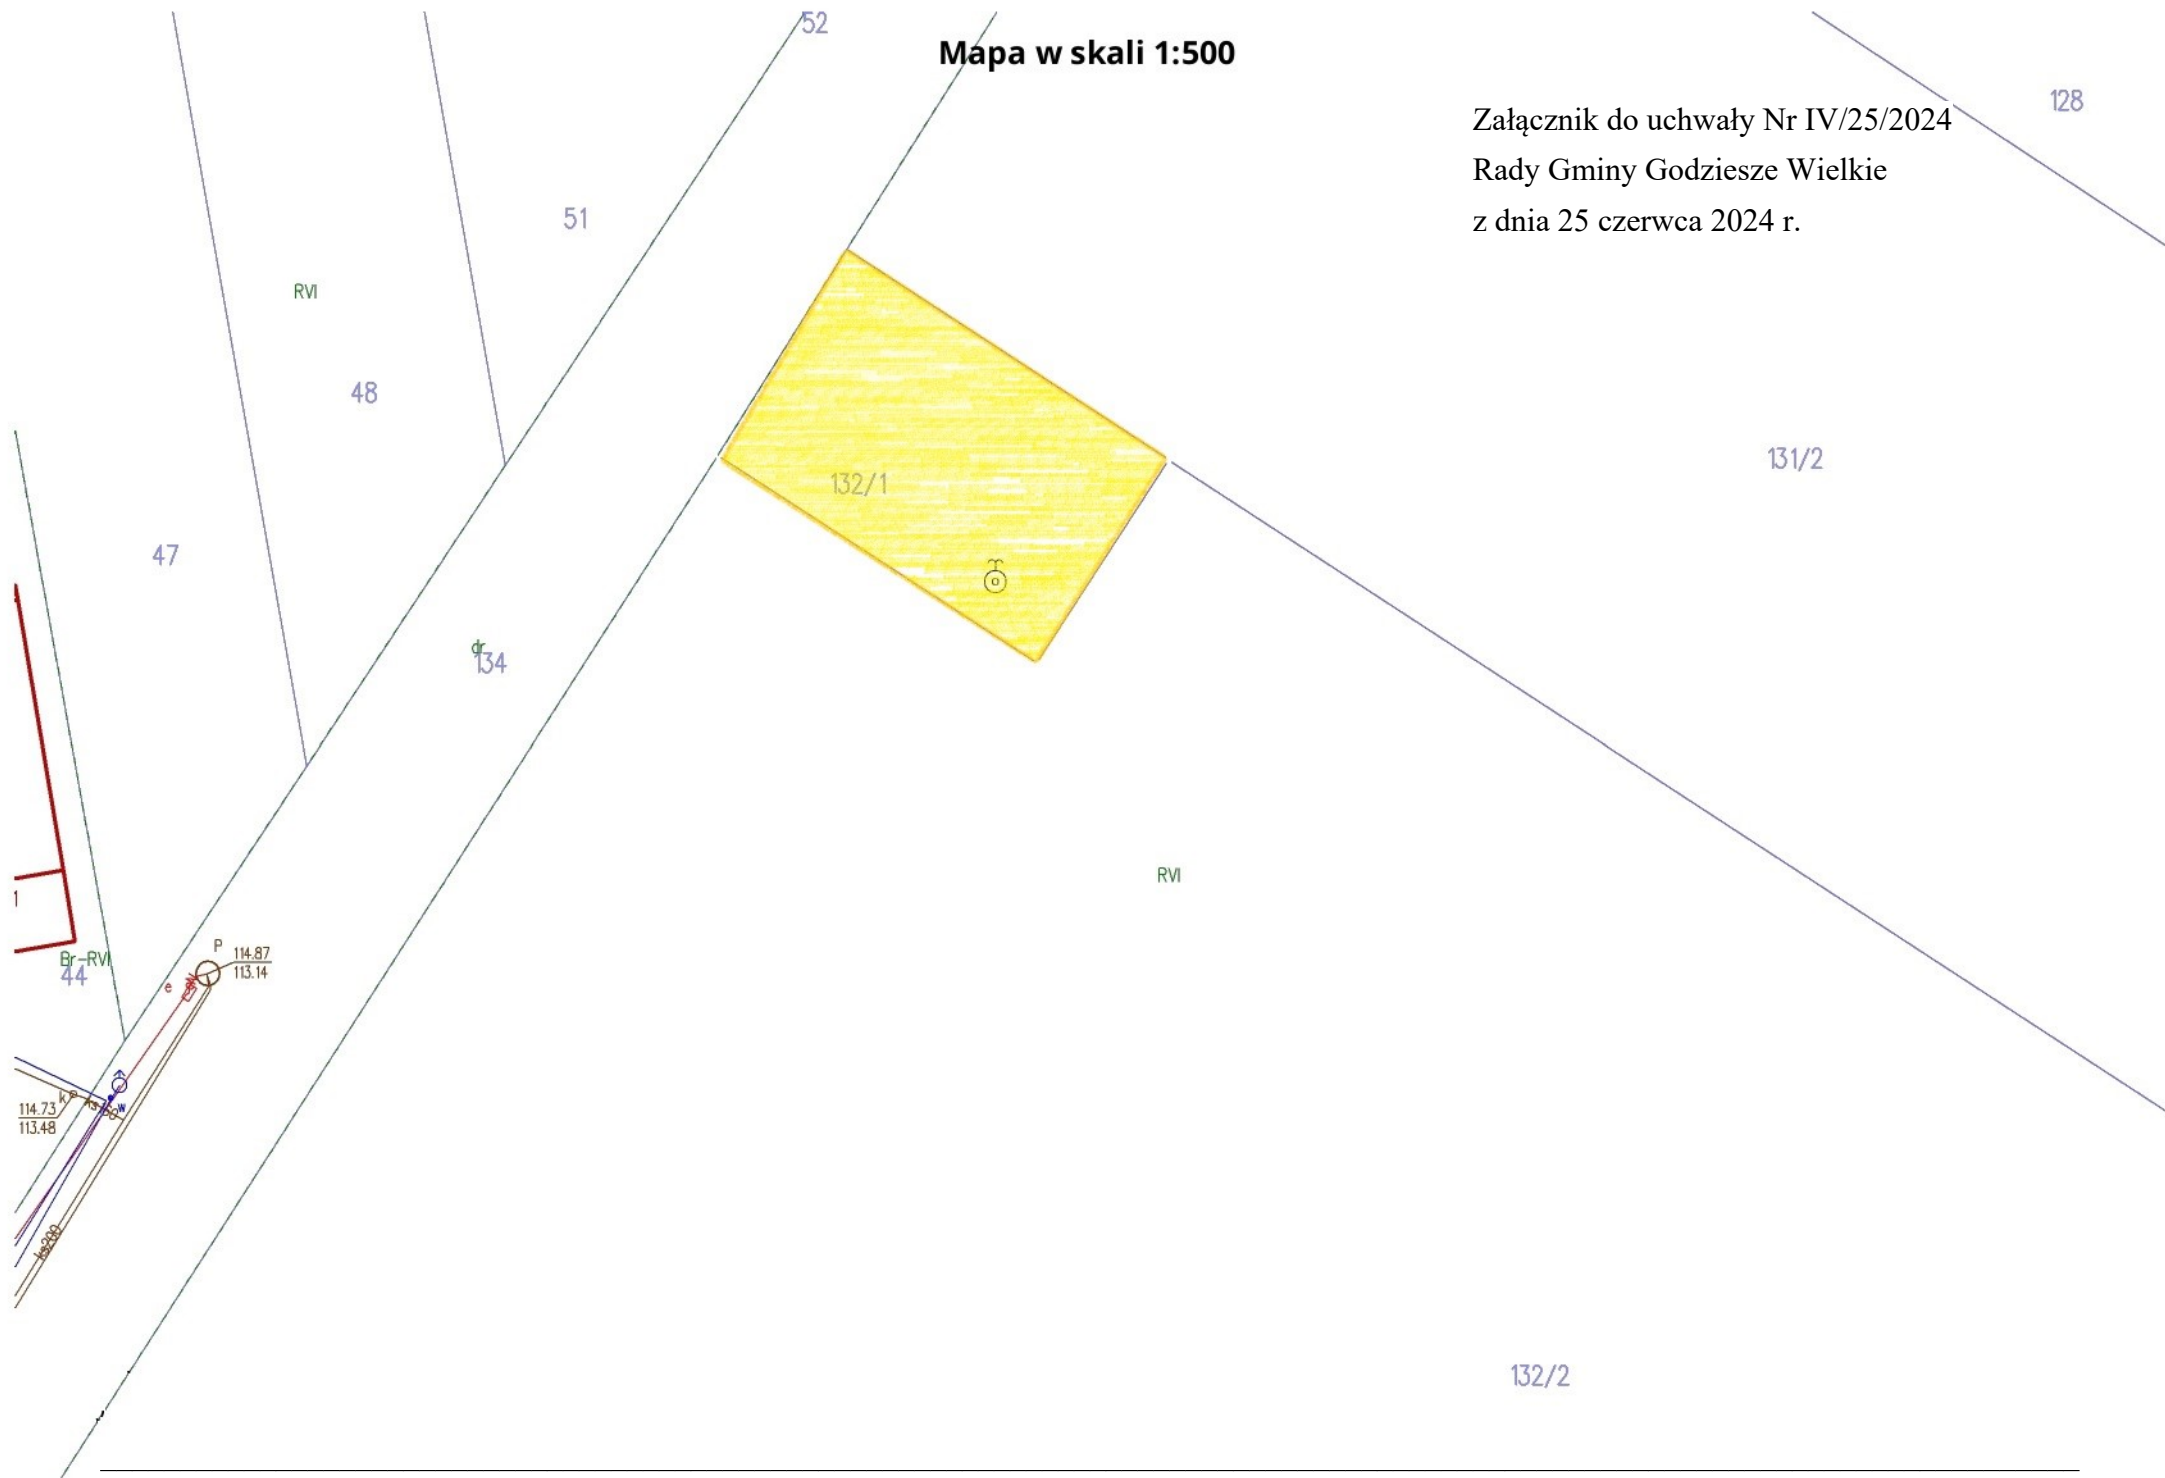 52
Mapa w skali 1:500
128
Załącznik do uchwały Nr IV/25/2024
Rady Gminy Godziesze Wielkie
z dnia 25 czerwca 2024 r.
51
RVI
48
131/2
132/1
47
dr
134
RVI
1
P
114.87
113.14
Br-RVI
44
e
k
w
114.73
113.48
ks200
132/2